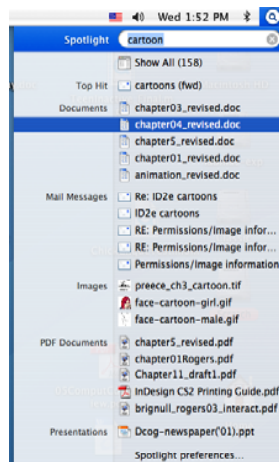 Wed 1:52 PM
Spotlight cartoon
Show All (158)
Top Hit cartoons (fwd)
Documents chapter03_revised.doc
chapter04_revised.doc
chapter5_revised.doc
chapter01_revised.doc
animation_revised.doc
Mail Messages Re: ID2e cartoons
ID2e cartoons
RE: Permissions/Image infor...
RE: Permissions/Image infor...
Permissions/Image information
Images preece_ch3_cartoon.tif
face-cartoon-girl.gif
face-cartoon-male.gif
PDF Documents chapter5_revised.pdf
chapter01Rogers.pdf
Chapter11_draft1.pdf
InDesign CS2 Printing Guide.pdf
brignull_rogers03_interact.pdf
Presentations Dcog-newspaper('01).ppt
Spotlight preferences...